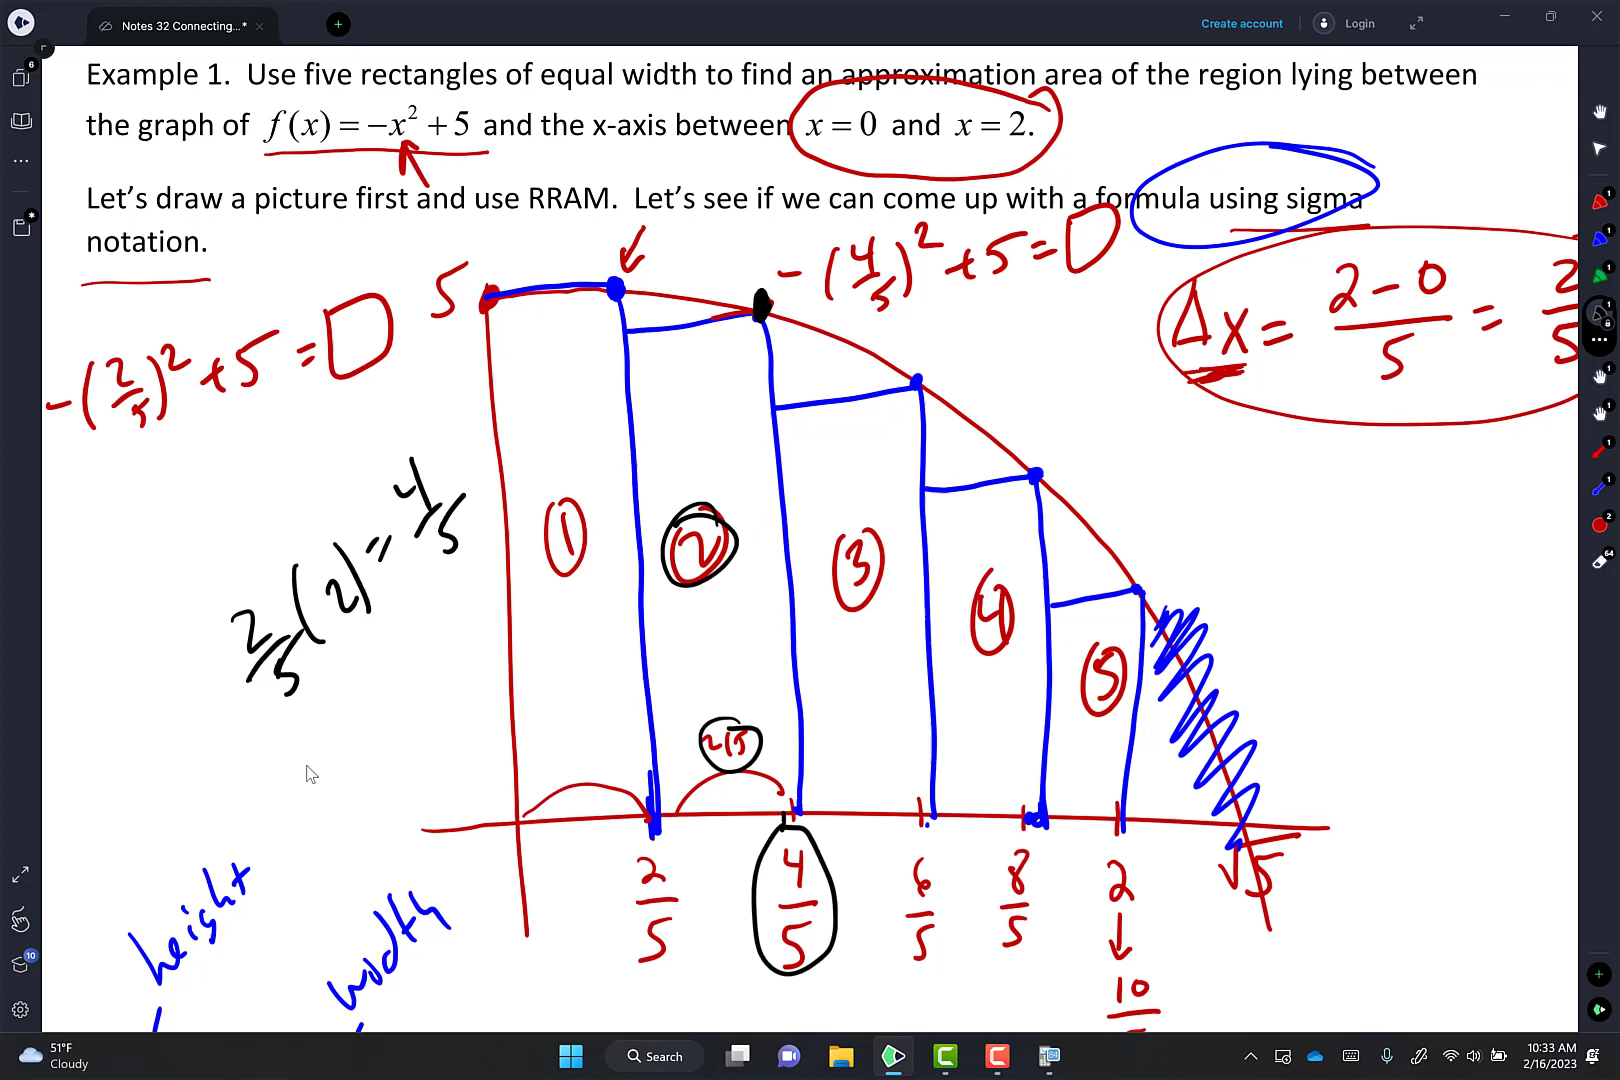 Notes 32 Connecting...*
Create account
Login
Example 1. Use five rectangles of equal width to find an approximation area of the region lying between
the graph of f(x) = −x² + 5 and the x-axis between x = 0 and x = 2.
Let's draw a picture first and use RRAM. Let's see if we can come up with a formula using sigma
notation.
-(4/5)² + 5 =
Δx = 2-0/5 = 2/5
5
-(2/5)² + 5 =
2/5(2) = 4/5
1
2
3
4
5
2/5
2/5
4/5
6/5
8/5
2
√5
10
height
width
51°F
Cloudy
Search
10:33 AM
2/16/2023